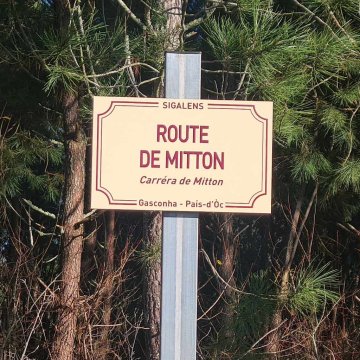 SIGALENS
ROUTE
DE MITTON
Carréra de Mitton
Gasconha - País-d'Òc